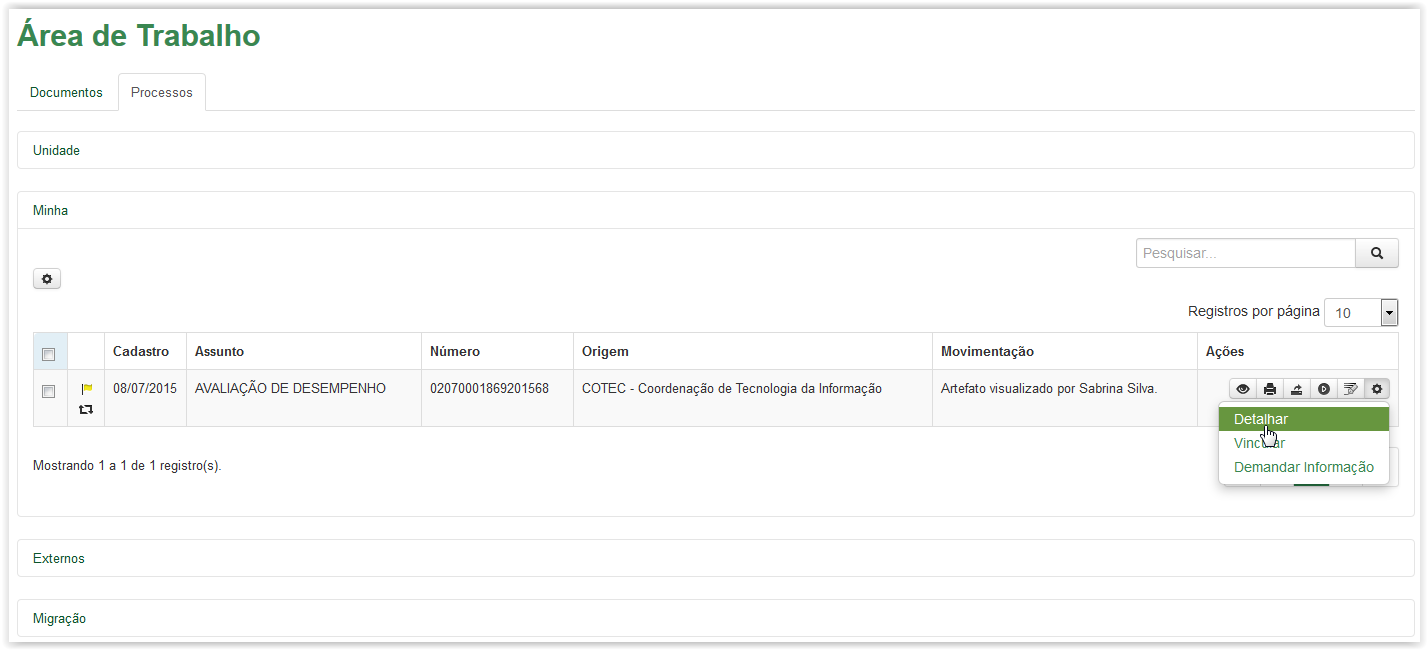 Área de Trabalho
Documentos Processos
Unidade
Minha
Pesquisar...
Registros por página 10
Cadastro Assunto Número Origem Movimentação Ações
08/07/2015 AVALIAÇÃO DE DESEMPENHO 02070001869201568 COTEC - Coordenação de Tecnologia da Informação Artefato visualizado por Sabrina Silva.
Detalhar
Vincular
Demandar Informação
Mostrando 1 a 1 de 1 registro(s).
Externos
Migração